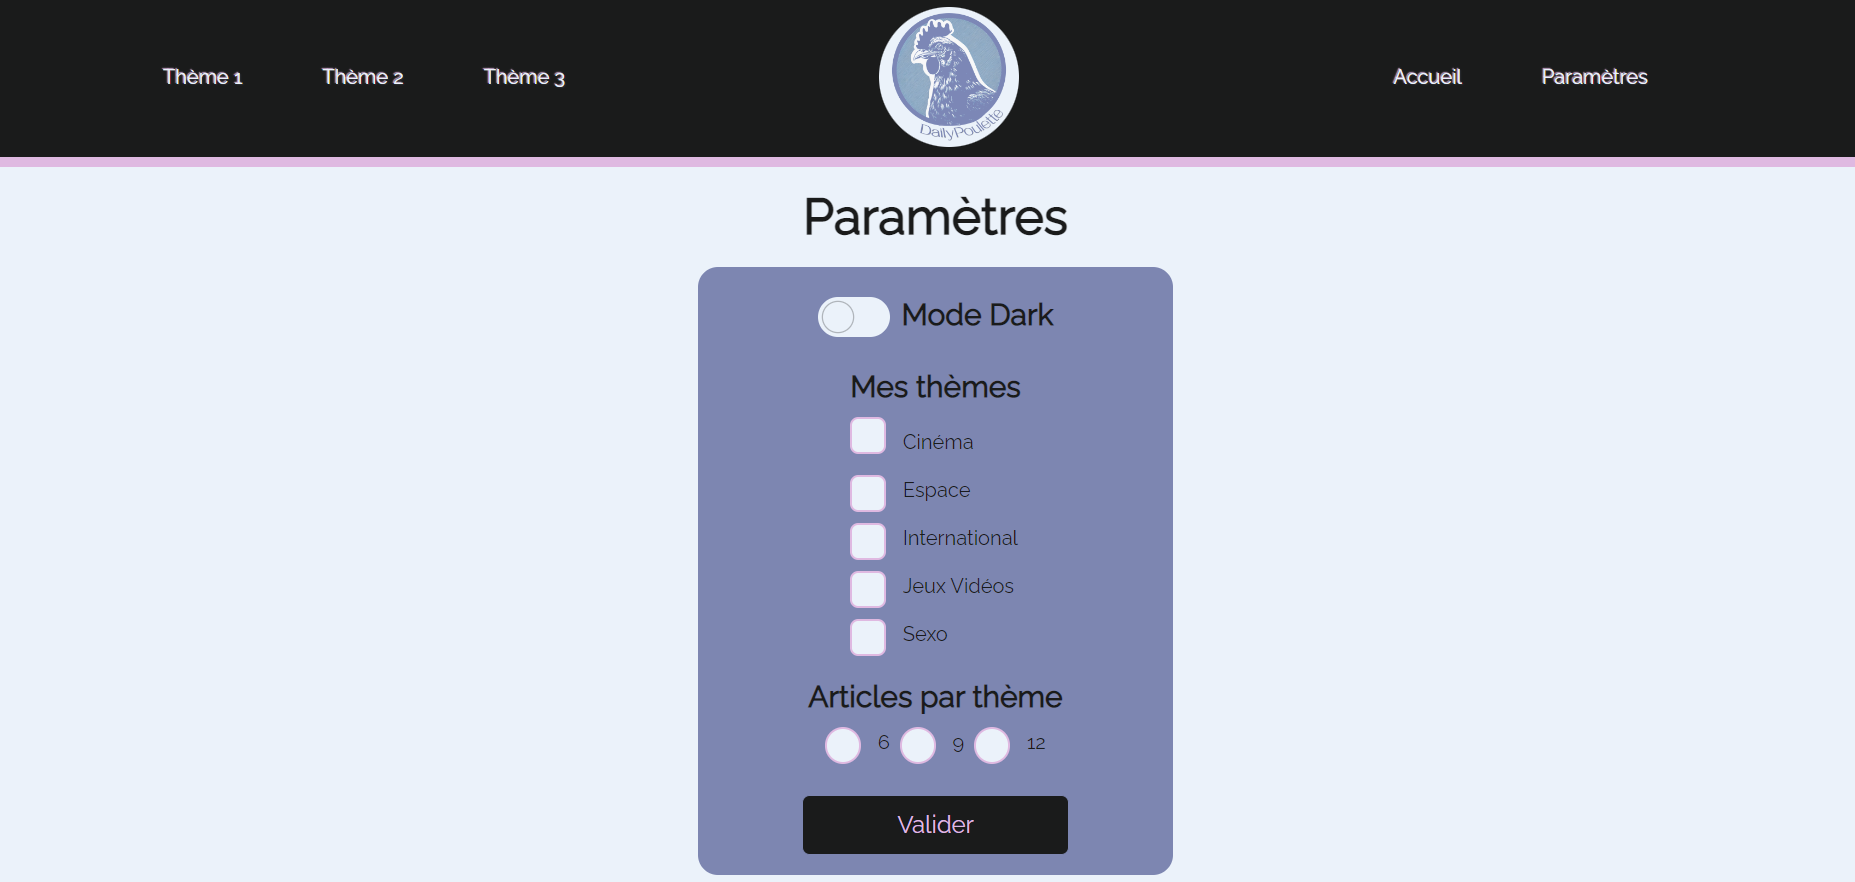 Thème 1 Thème 2 Thème 3 Accueil Paramètres
DailyPoulette
Paramètres
Mode Dark
Mes thèmes
Cinéma
Espace
International
Jeux Vidéos
Sexo
Articles par thème
6 9 12
Valider